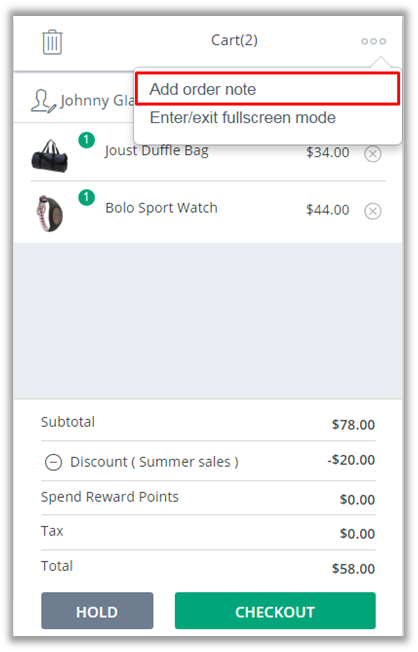 Cart(2)
Add order note
Enter/exit fullscreen mode
Johnny
1
Joust Duffle Bag
$34.00
1
Bolo Sport Watch
$44.00
Subtotal
$78.00
Discount ( Summer sales )
-$20.00
Spend Reward Points
$0.00
Tax
$0.00
Total
$58.00
HOLD
CHECKOUT